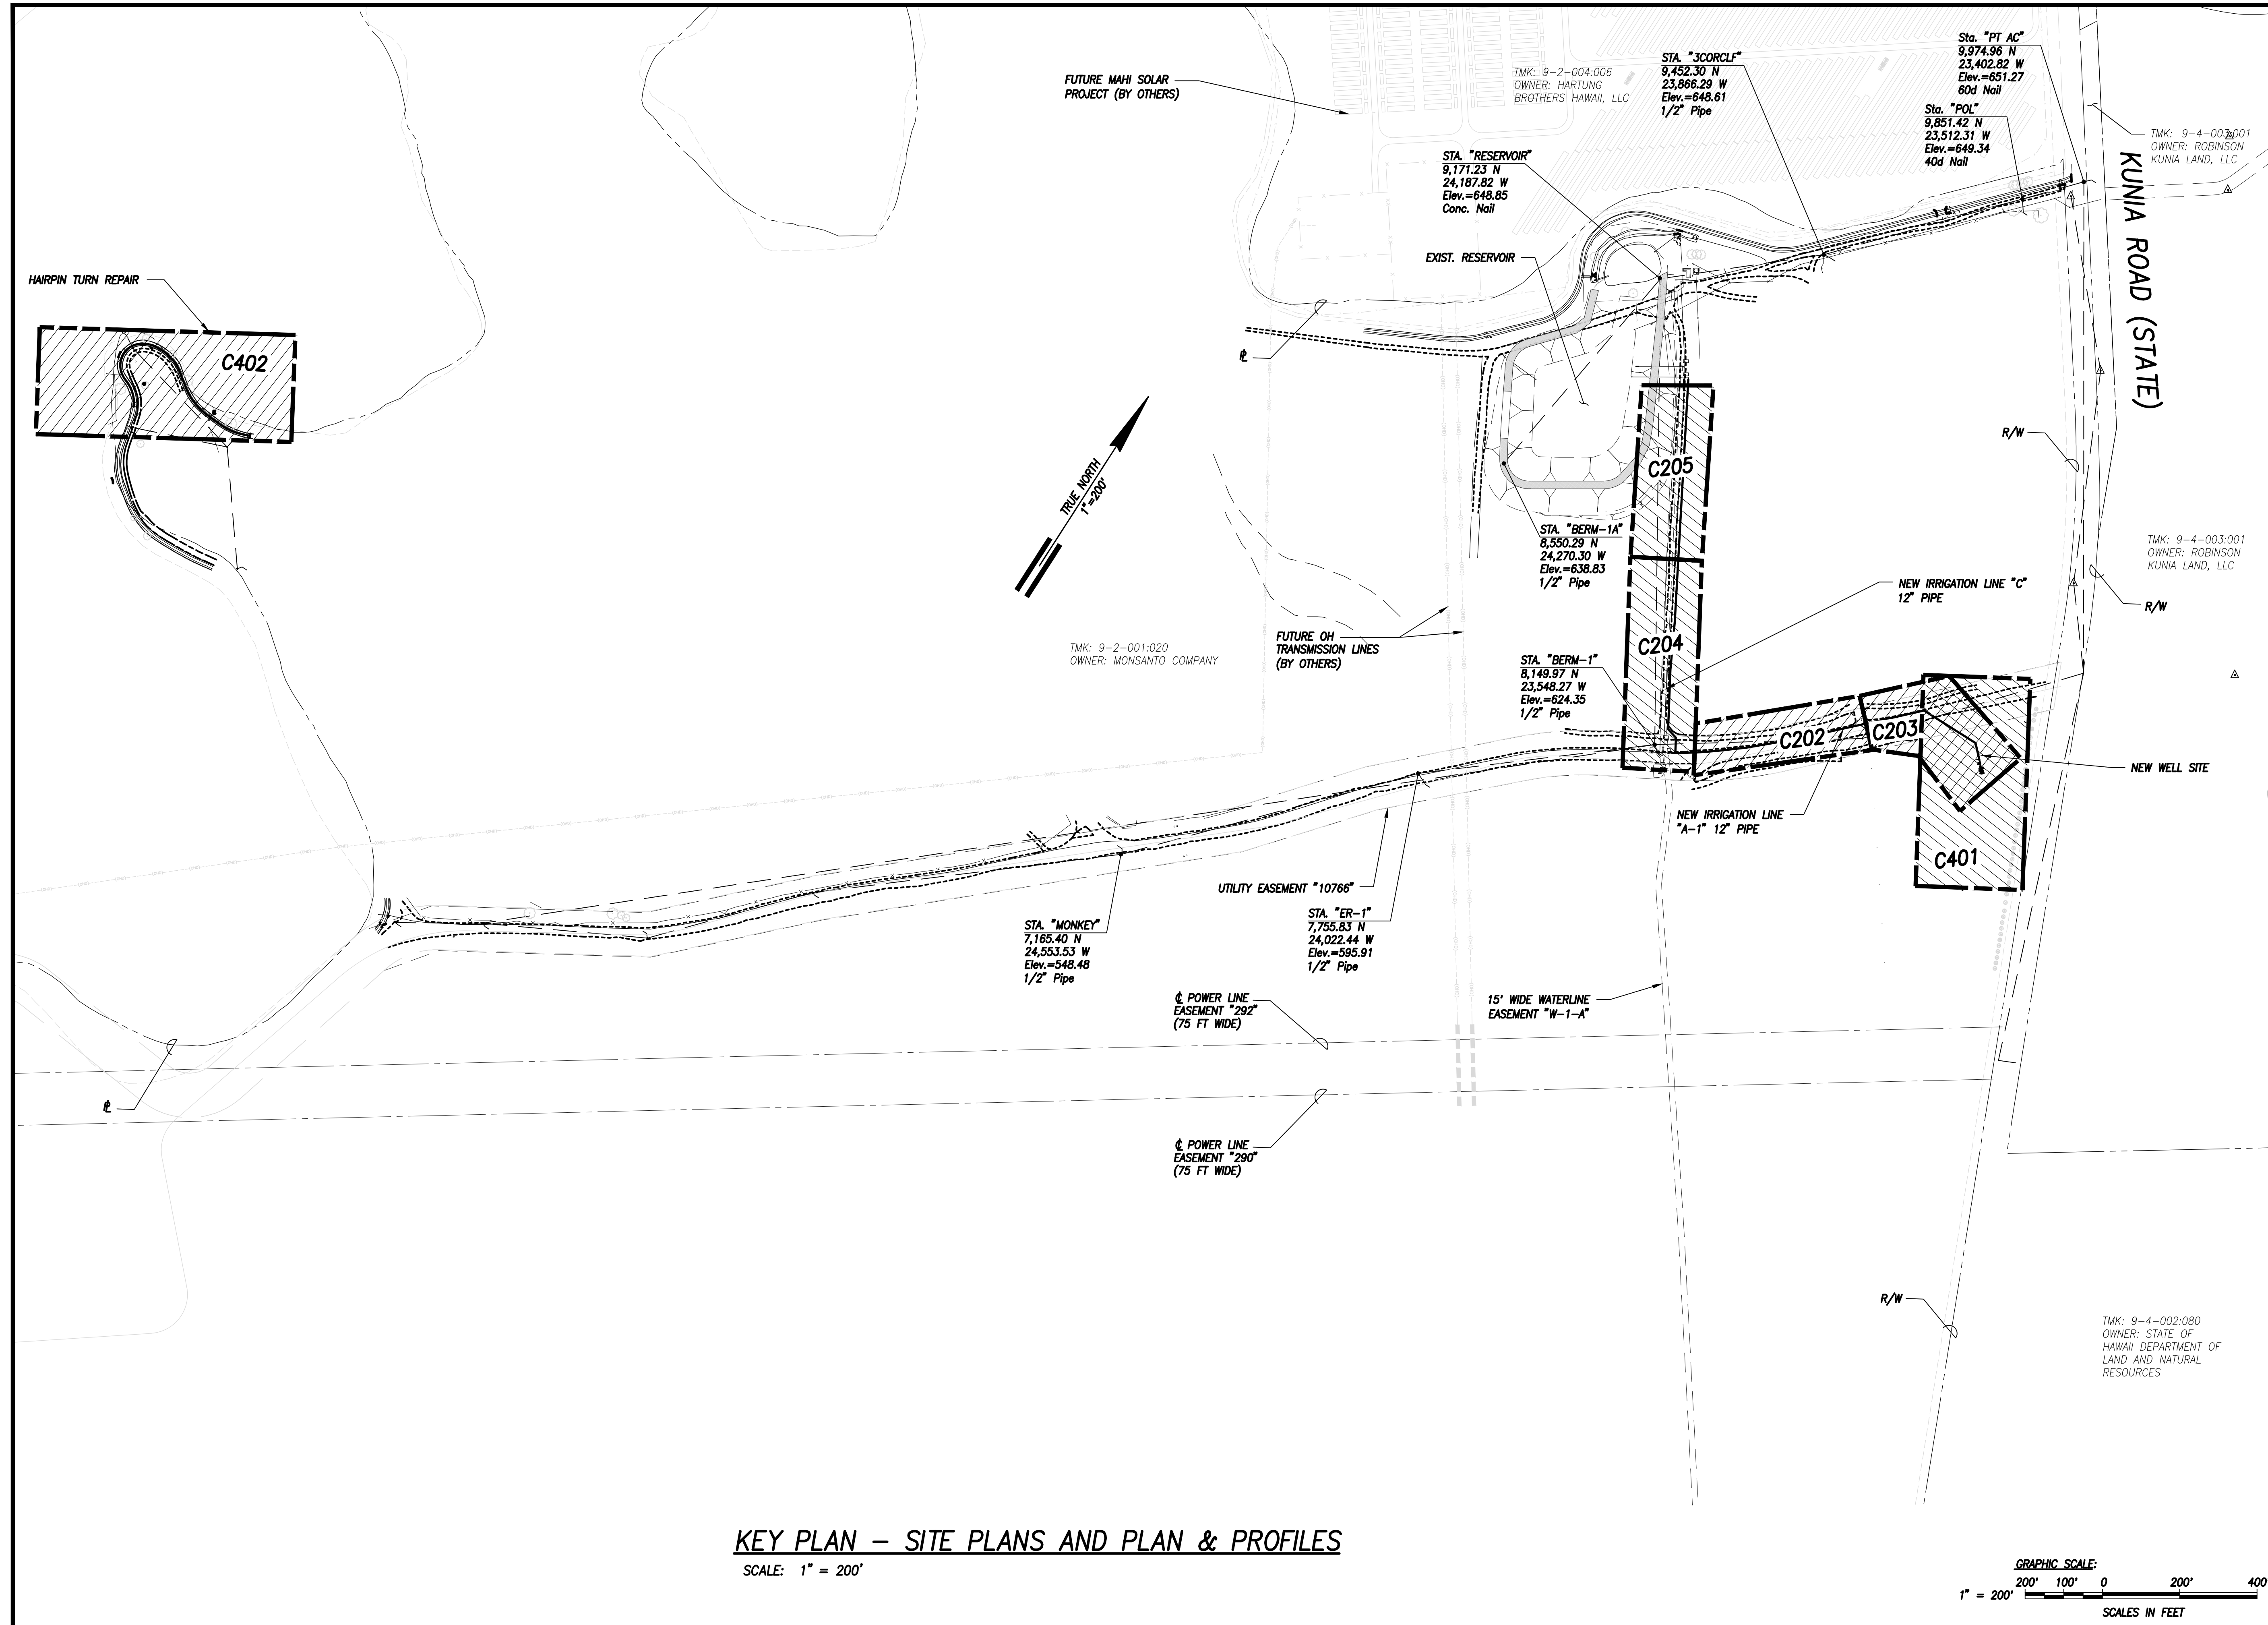 FUTURE MAHI SOLAR
PROJECT (BY OTHERS)
TMK: 9-2-004:006
OWNER: HARTUNG
BROTHERS HAWAII, LLC
STA. "3CORCLF"
9,452.30 N
23,866.29 W
Elev.=648.61
1/2" Pipe
Sta. "PT AC"
9,974.96 N
23,402.82 W
Elev.=651.27
60d Nail
Sta. "POL"
9,851.42 N
23,512.31 W
Elev.=649.34
40d Nail
TMK: 9-4-003:001
OWNER: ROBINSON
KUNIA LAND, LLC
KUNIA ROAD (STATE)
STA. "RESERVOIR"
9,171.23 N
24,187.82 W
Elev.=648.85
Conc. Nail
EXIST. RESERVOIR
HAIRPIN TURN REPAIR
C402
℄
R/W
C205
TRUE NORTH
1"=200'
STA. "BERM-1A"
8,550.29 N
24,270.30 W
Elev.=638.83
1/2" Pipe
TMK: 9-4-003:001
OWNER: ROBINSON
KUNIA LAND, LLC
NEW IRRIGATION LINE "C"
12" PIPE
R/W
TMK: 9-2-001:020
OWNER: MONSANTO COMPANY
FUTURE OH
TRANSMISSION LINES
(BY OTHERS)
C204
STA. "BERM-1"
8,149.97 N
23,548.27 W
Elev.=624.35
1/2" Pipe
C202
C203
NEW WELL SITE
NEW IRRIGATION LINE
"A-1" 12" PIPE
C401
UTILITY EASEMENT "10766"
STA. "MONKEY"
7,165.40 N
24,553.53 W
Elev.=548.48
1/2" Pipe
STA. "ER-1"
7,755.83 N
24,022.44 W
Elev.=595.91
1/2" Pipe
℄ POWER LINE
EASEMENT "292"
(75 FT WIDE)
15' WIDE WATERLINE
EASEMENT "W-1-A"
℄
℄ POWER LINE
EASEMENT "290"
(75 FT WIDE)
R/W
TMK: 9-4-002:080
OWNER: STATE OF
HAWAII DEPARTMENT OF
LAND AND NATURAL
RESOURCES
KEY PLAN – SITE PLANS AND PLAN & PROFILES
SCALE: 1" = 200'
GRAPHIC SCALE:
200' 100' 0 200' 400
1" = 200'
SCALES IN FEET